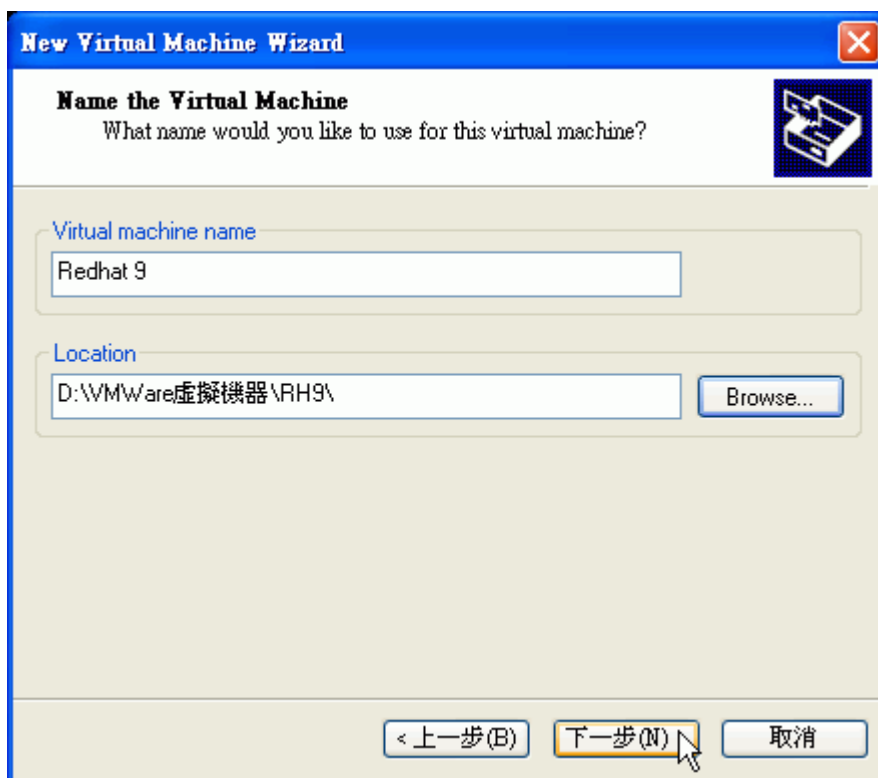 New Virtual Machine Wizard
Name the Virtual Machine
What name would you like to use for this virtual machine?
Virtual machine name
Redhat 9
Location
D:\VMWare虛擬機器\RH9\
Browse...
< 上一步(B)
下一步(N) >
取消